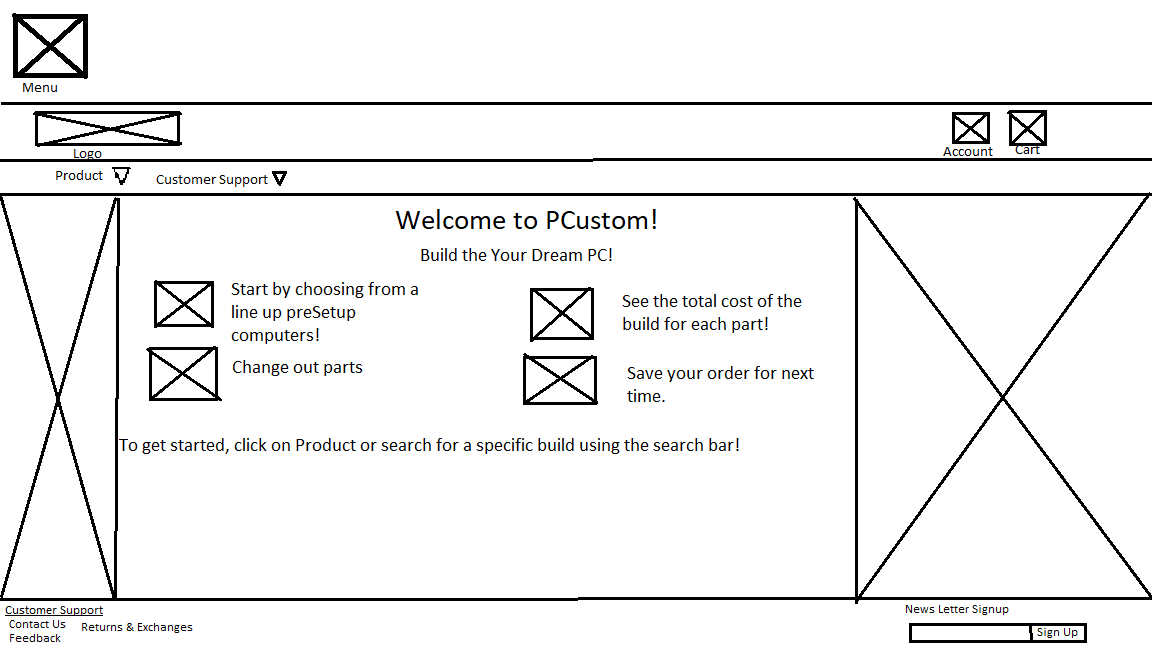 Menu
Logo
Account
Cart
Product
Customer Support
Welcome to PCustom!
Build the Your Dream PC!
Start by choosing from a
line up preSetup
computers!
Change out parts
See the total cost of the
build for each part!
Save your order for next
time.
To get started, click on Product or search for a specific build using the search bar!
Customer Support
Contact Us
Feedback
Returns & Exchanges
News Letter Signup
Sign Up